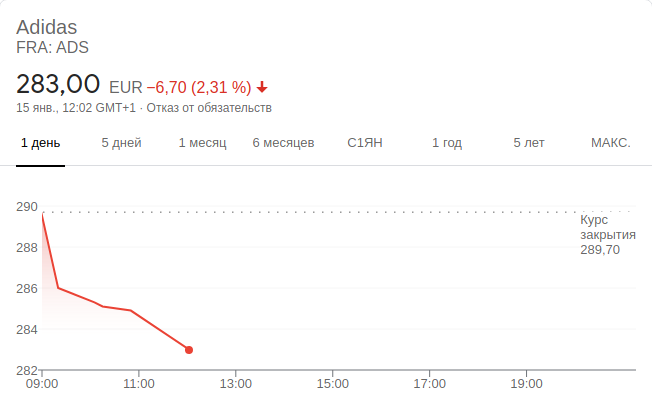 Adidas
FRA: ADS
283,00 EUR −6,70 (2,31 %)
15 янв., 12:02 GMT+1 · Отказ от обязательств
1 день 5 дней 1 месяц 6 месяцев С1ЯН 1 год 5 лет МАКС.
290
288
286
284
282
Курс
закрытия
289,70
09:00 11:00 13:00 15:00 17:00 19:00